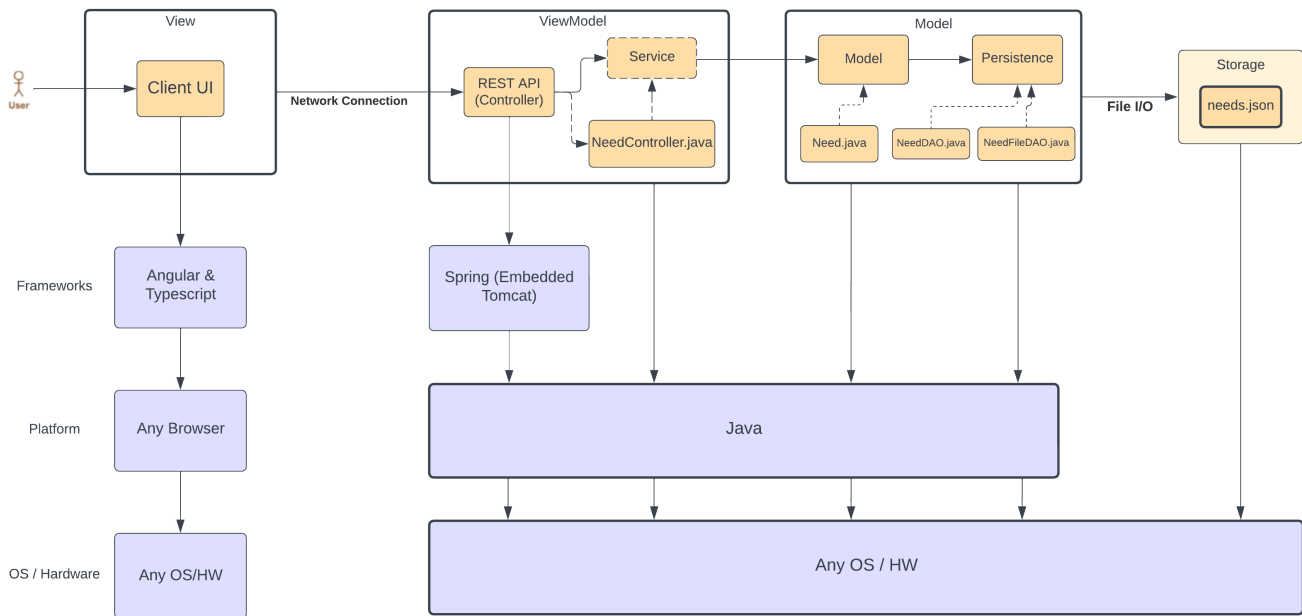 View
ViewModel
Model
User
Client UI
Network Connection
REST API
(Controller)
Service
NeedController.java
Model
Persistence
Need.java
NeedDAO.java
NeedFileDAO.java
File I/O
Storage
needs.json
Frameworks
Angular &
Typescript
Spring (Embedded
Tomcat)
Platform
Any Browser
Java
OS / Hardware
Any OS/HW
Any OS / HW